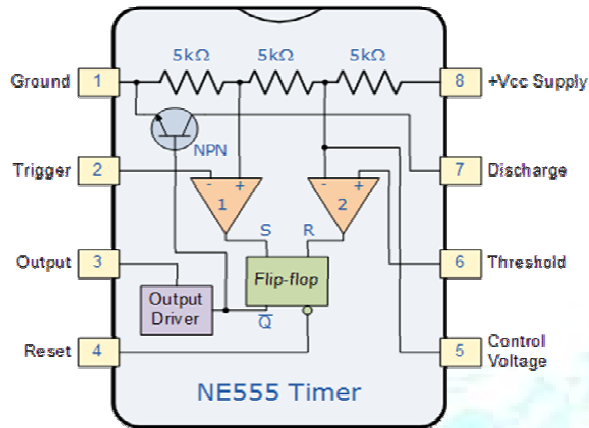 5kΩ 5kΩ 5kΩ
Ground 1 8 +Vcc Supply
NPN
Trigger 2 7 Discharge
- + - +
1 2
S R
Output 3 6 Threshold
Flip-flop
Output
Driver
Q̅
Reset 4 5 Control
Voltage
NE555 Timer